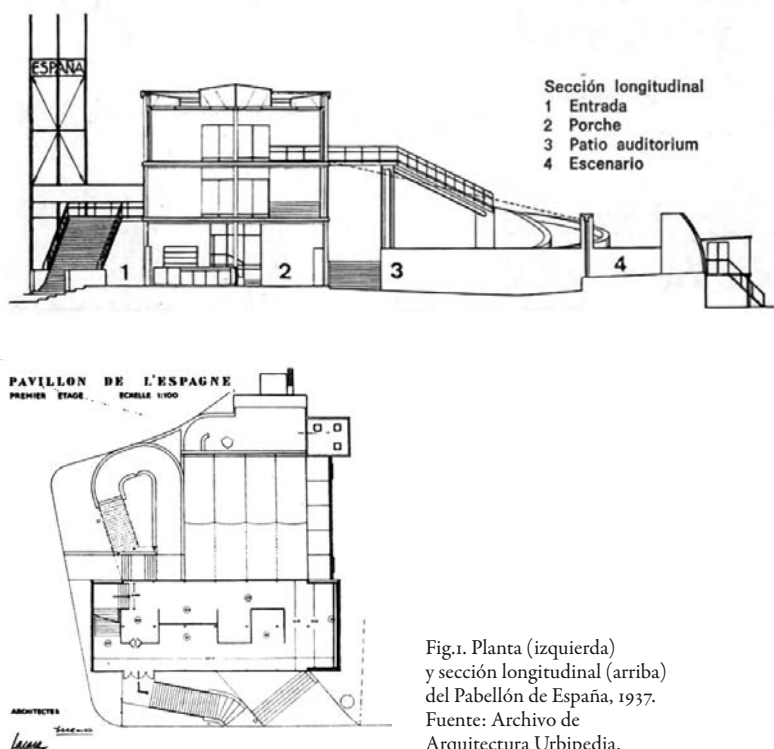 ESPAÑA
Sección longitudinal
1 Entrada
2 Porche
3 Patio auditorium
4 Escenario
1 2 3 4
PAVILLON DE L'ESPAGNE
PREMIER ETAGE ECHELLE 1:100
ARCHITECTES
Lacasa
Fig.1. Planta (izquierda)
y sección longitudinal (arriba)
del Pabellón de España, 1937.
Fuente: Archivo de
Arquitectura Urbipedia.